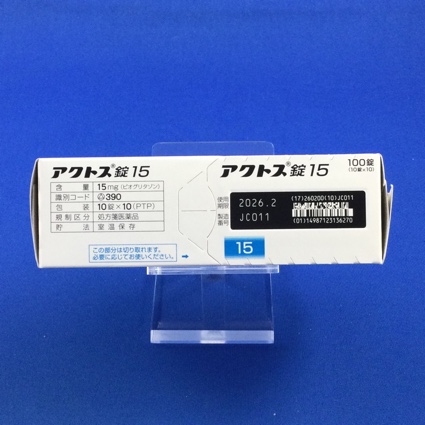 アクトス錠15
含量 15mg(ピオグリタゾン)
識別コード 390
包装 10錠×10(PTP)
規制区分 処方箋医薬品
貯法 室温保存
この部分は切り取れます。
必要に応じてお使いください。
アクトス錠15
100錠
(10錠×10)
使用期限 2026.2
製造番号 JC011
(17)260200(10)JC011
(01)14987123136270
15